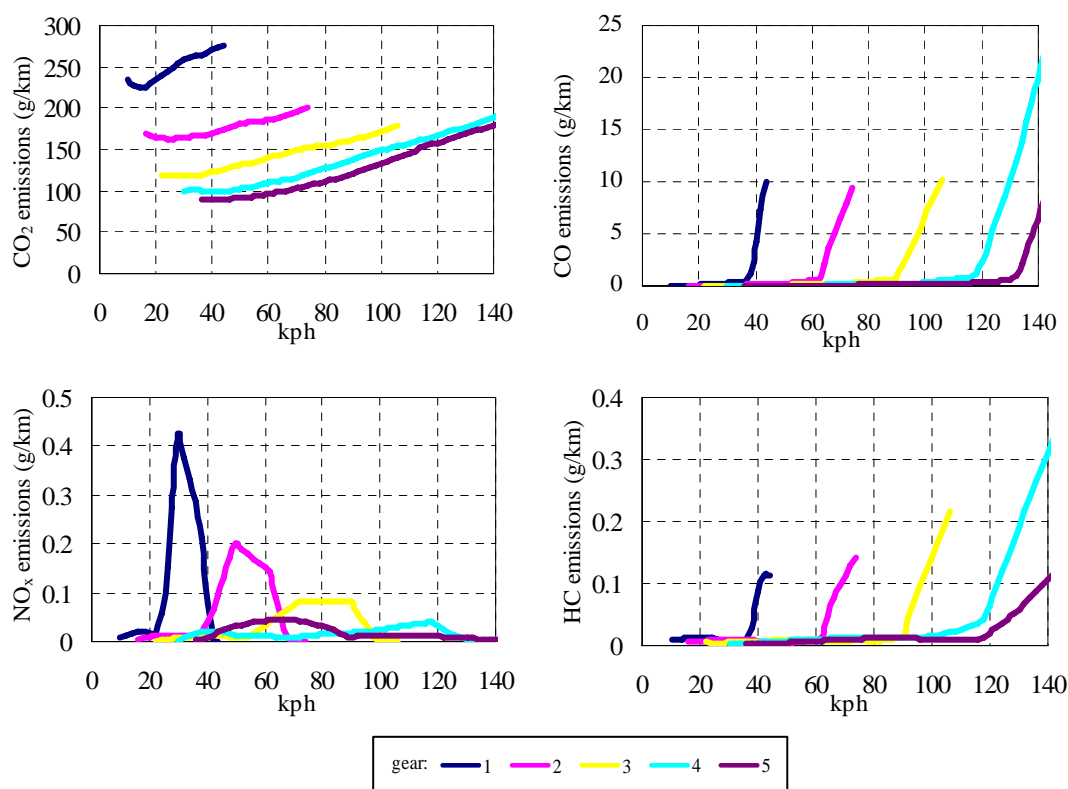 CO₂ emissions (g/km)
300
250
200
150
100
50
0
0 20 40 60 80 100 120 140
kph
CO emissions (g/km)
25
20
15
10
5
0
0 20 40 60 80 100 120 140
kph
NOₓ emissions (g/km)
0.5
0.4
0.3
0.2
0.1
0
0 20 40 60 80 100 120 140
kph
HC emissions (g/km)
0.4
0.3
0.2
0.1
0
0 20 40 60 80 100 120 140
kph
gear: 1 2 3 4 5